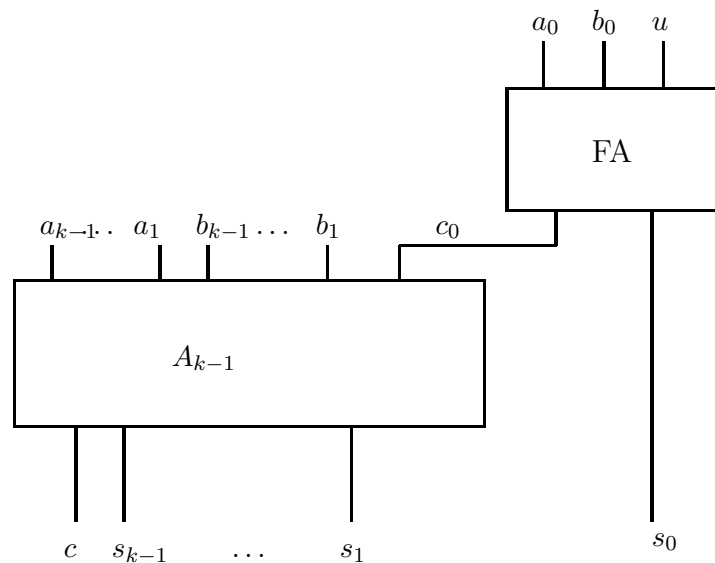 a₀ b₀ u
FA
aₖ₋₁ ... a₁ bₖ₋₁ ... b₁ c₀
Aₖ₋₁
c sₖ₋₁ ... s₁ s₀